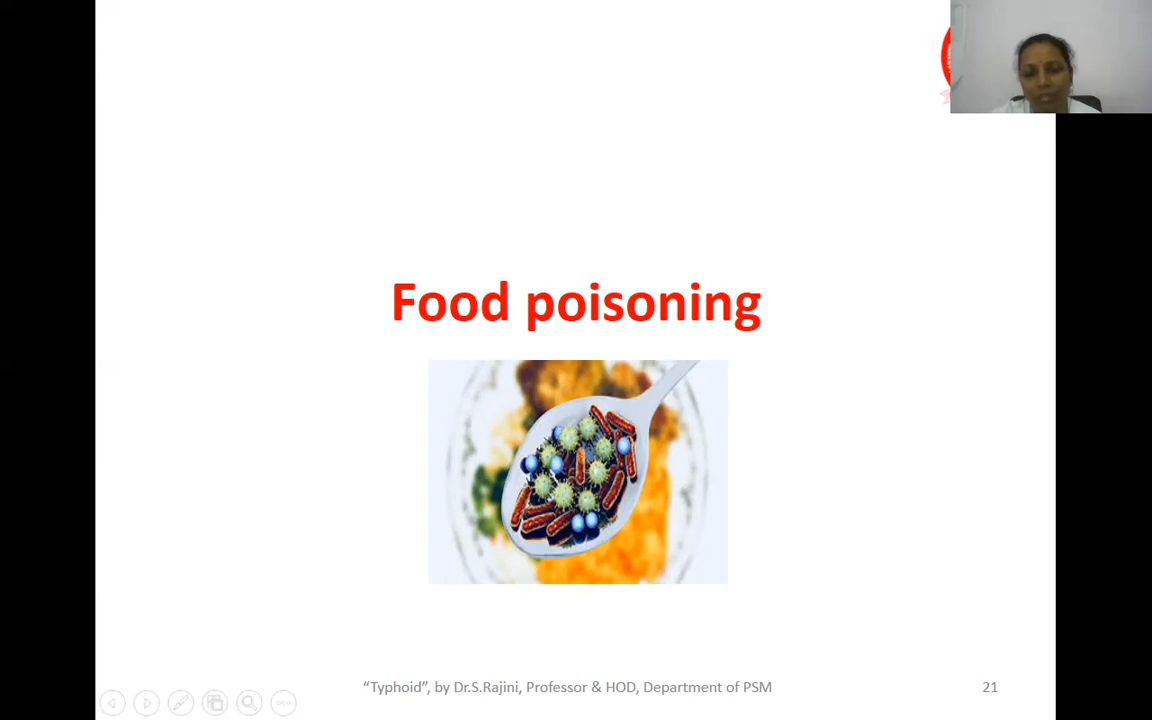 Food poisoning
“Typhoid”, by Dr.S.Rajini, Professor & HOD, Department of PSM
21